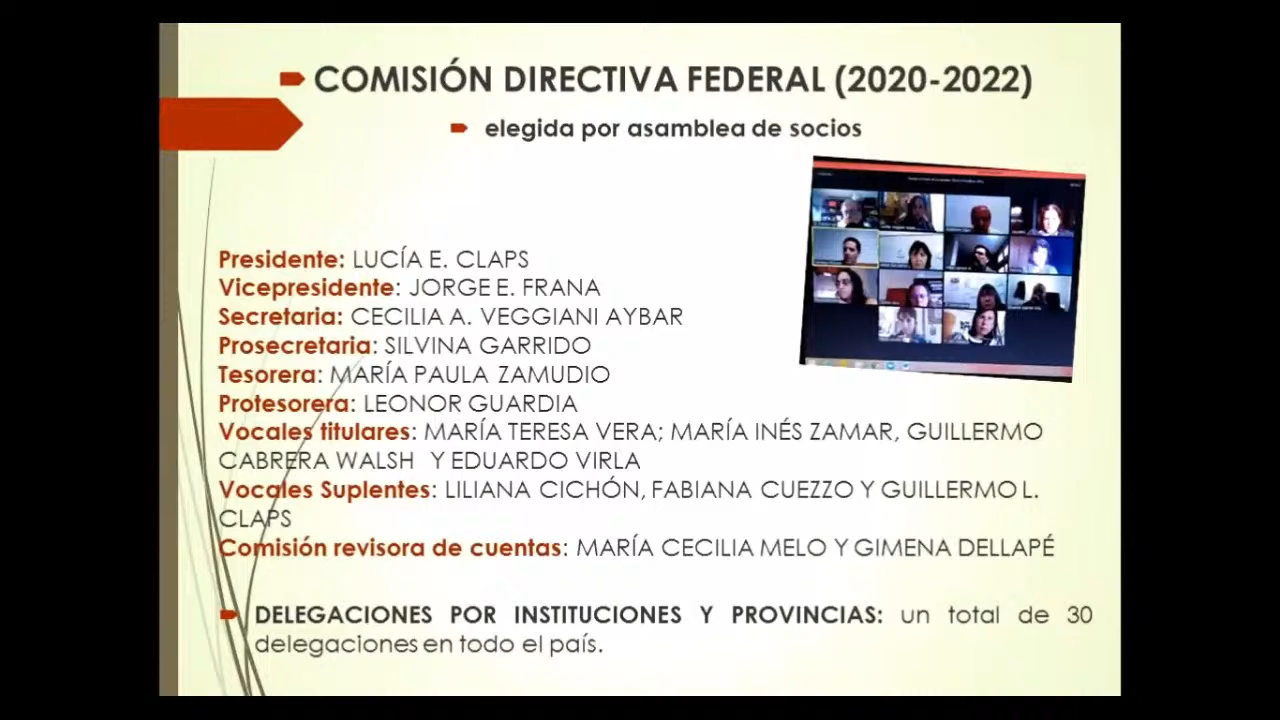 COMISIÓN DIRECTIVA FEDERAL (2020-2022)
elegida por asamblea de socios
Presidente: LUCÍA E. CLAPS
Vicepresidente: JORGE E. FRANA
Secretaria: CECILIA A. VEGGIANI AYBAR
Prosecretaria: SILVINA GARRIDO
Tesorera: MARÍA PAULA ZAMUDIO
Protesorera: LEONOR GUARDIA
Vocales titulares: MARÍA TERESA VERA; MARÍA INÉS ZAMAR, GUILLERMO
CABRERA WALSH Y EDUARDO VIRLA
Vocales Suplentes: LILIANA CICHÓN, FABIANA CUEZZO Y GUILLERMO L.
CLAPS
Comisión revisora de cuentas: MARÍA CECILIA MELO Y GIMENA DELLAPÉ
DELEGACIONES POR INSTITUCIONES Y PROVINCIAS: un total de 30
delegaciones en todo el país.